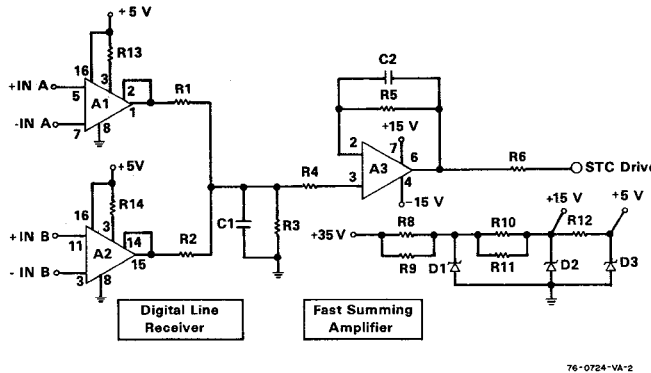 +5 V
R13
16
3
2
+IN A
5
A1
1
R1
-IN A
7
8
+5V
R14
16
3
14
+IN B
11
A2
15
R2
- IN B
3
8
C1
R3
R4
C2
R5
+15 V
2
7
6
A3
3
4
-15 V
R6
STC Drive
+35 V
R8
R9
D1
R10
R11
+15 V
R12
+5 V
D2
D3
Digital Line
Receiver
Fast Summing
Amplifier
76-0724-VA-2